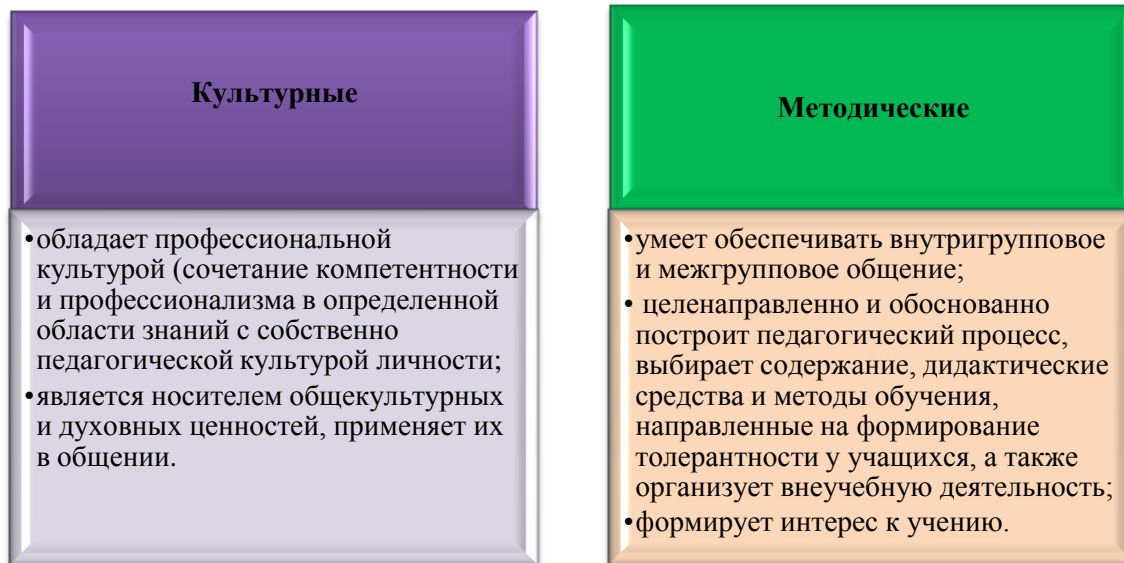 Культурные
•обладает профессиональной
культурой (сочетание компетентности
и профессионализма в определенной
области знаний с собственно
педагогической культурой личности;
•является носителем общекультурных
и духовных ценностей, применяет их
в общении.
Методические
•умеет обеспечивать внутригрупповое
и межгрупповое общение;
• целенаправленно и обоснованно
построит педагогический процесс,
выбирает содержание, дидактические
средства и методы обучения,
направленные на формирование
толерантности у учащихся, а также
организует внеучебную деятельность;
•формирует интерес к учению.